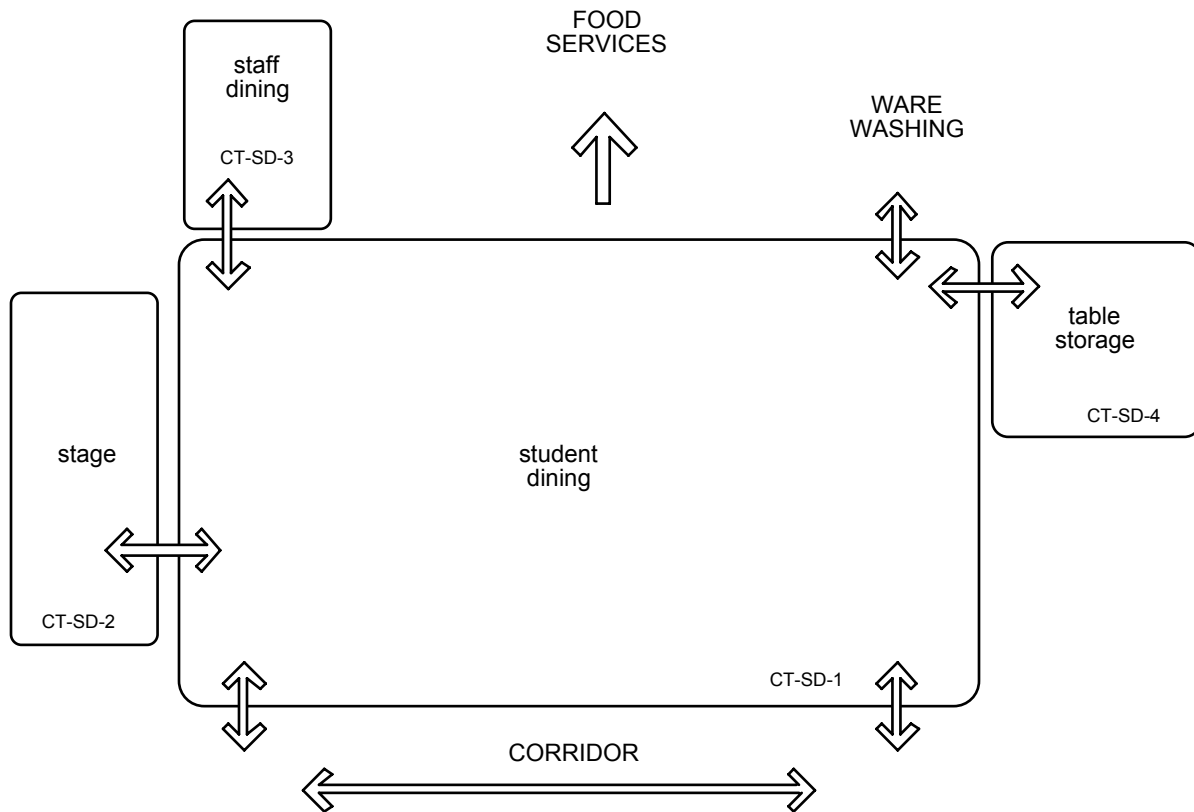 FOOD
SERVICES
staff
dining
CT-SD-3
WARE
WASHING
table
storage
CT-SD-4
stage
CT-SD-2
student
dining
CT-SD-1
CORRIDOR